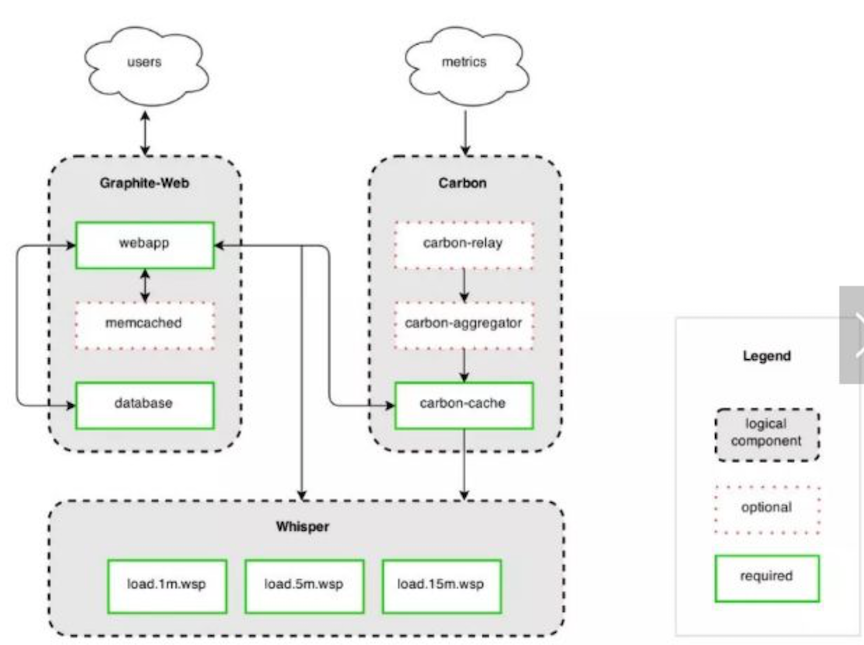 users
metrics
Graphite-Web
Carbon
webapp
carbon-relay
memcached
carbon-aggregator
database
carbon-cache
Whisper
load.1m.wsp
load.5m.wsp
load.15m.wsp
Legend
logical
component
optional
required